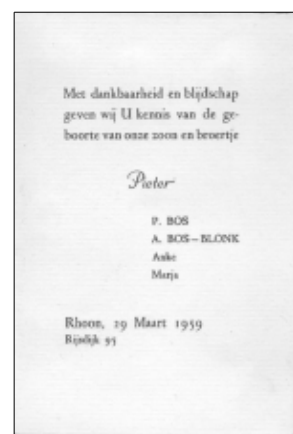 Met dankbaarheid en blijdschap
geven wij U kennis van de ge-
boorte van onze zoon en broertje
Pieter
P. BOS
A. BOS-BLONK
Anke
Marja
Rhoon, 29 Maart 1959
Rijsdijk 95